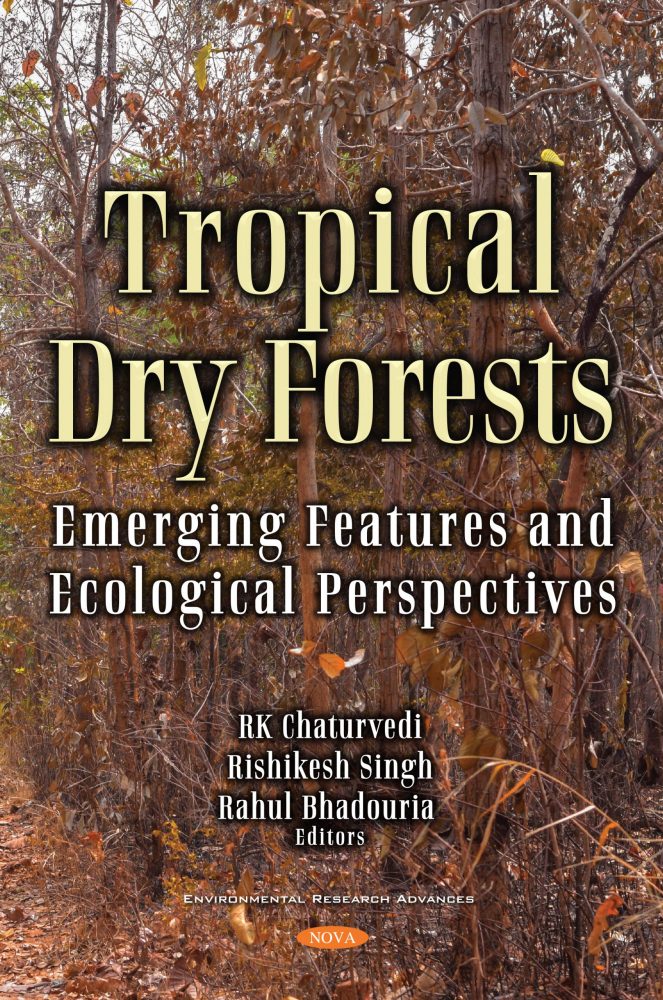 Tropical
Dry Forests
Emerging Features and
Ecological Perspectives
RK Chaturvedi
Rishikesh Singh
Rahul Bhadouria
Editors
Environmental Research Advances
NOVA